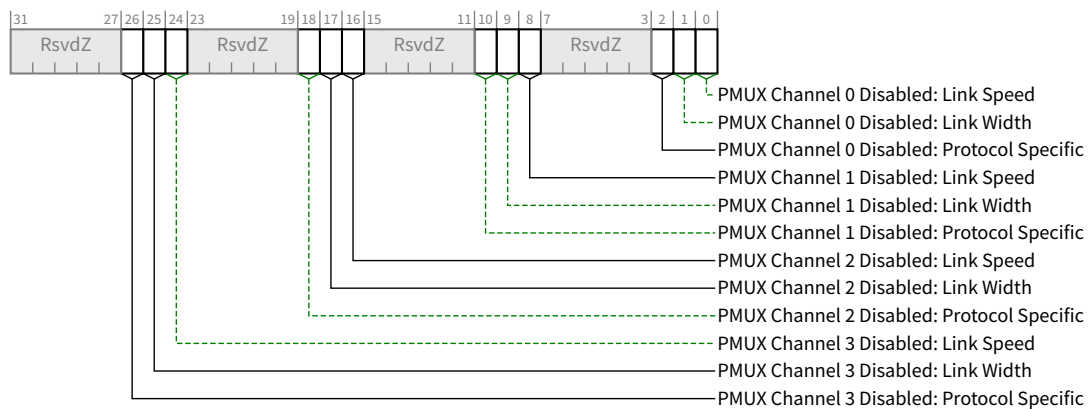 31 27 26 25 24 23 19 18 17 16 15 11 10 9 8 7 3 2 1 0
RsvdZ RsvdZ RsvdZ RsvdZ
PMUX Channel 0 Disabled: Link Speed
PMUX Channel 0 Disabled: Link Width
PMUX Channel 0 Disabled: Protocol Specific
PMUX Channel 1 Disabled: Link Speed
PMUX Channel 1 Disabled: Link Width
PMUX Channel 1 Disabled: Protocol Specific
PMUX Channel 2 Disabled: Link Speed
PMUX Channel 2 Disabled: Link Width
PMUX Channel 2 Disabled: Protocol Specific
PMUX Channel 3 Disabled: Link Speed
PMUX Channel 3 Disabled: Link Width
PMUX Channel 3 Disabled: Protocol Specific